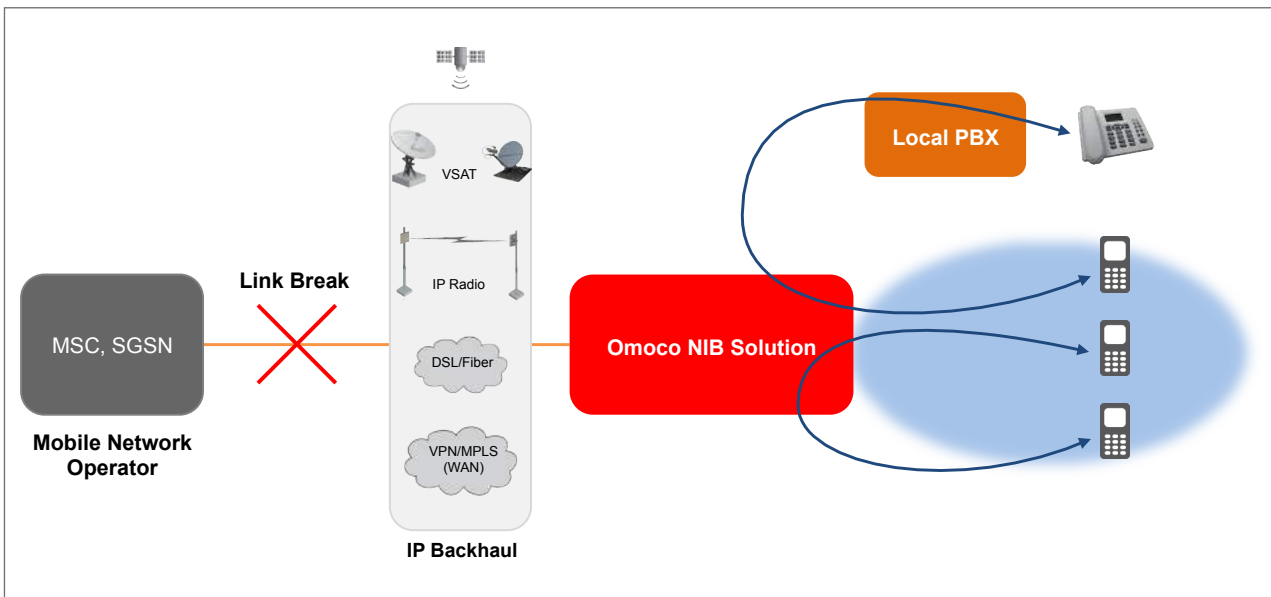 Local PBX
VSAT
Link Break
IP Radio
MSC, SGSN
Omoco NIB Solution
DSL/Fiber
Mobile Network
Operator
VPN/MPLS
(WAN)
IP Backhaul